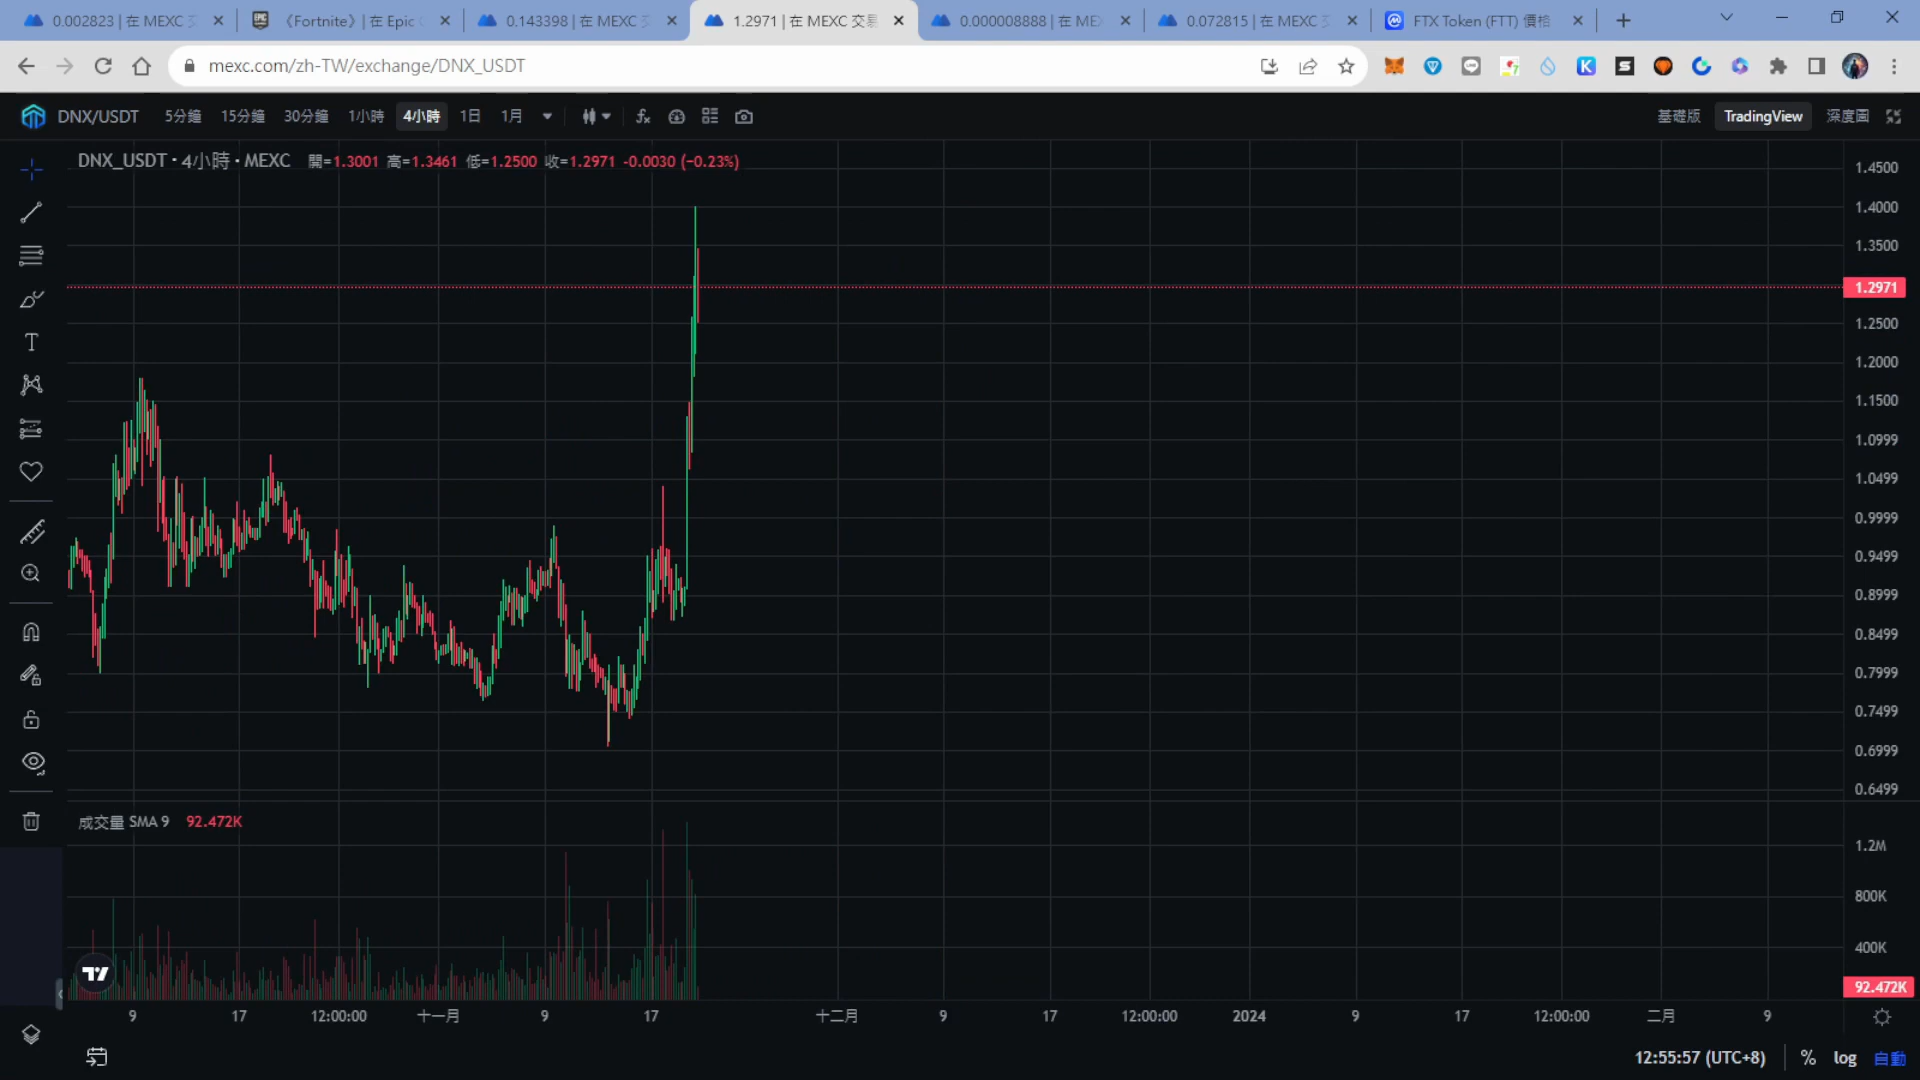 0.002823 | 在 MEXC 交
《Fortnite》| 在 Epic
0.143398 | 在 MEXC 交
1.2971 | 在 MEXC 交易
0.000008888 | 在 ME
0.072815 | 在 MEXC 交
FTX Token (FTT) 價格
mexc.com/zh-TW/exchange/DNX_USDT
DNX/USDT 5分鐘 15分鐘 30分鐘 1小時 4小時 1日 1月
基礎版 TradingView 深度圖
DNX_USDT · 4小時 · MEXC 開=1.3001 高=1.3461 低=1.2500 收=1.2971 -0.0030 (−0.23%)
1.4500
1.4000
1.3500
1.2971
1.2500
1.2000
1.1500
1.0999
1.0499
0.9999
0.9499
0.8999
0.8499
0.7999
0.7499
0.6999
0.6499
成交量 SMA 9 92.472K
1.2M
800K
400K
92.472K
9 17 12:00:00 十一月 9 17 十二月 9 17 12:00:00 2024 9 17 12:00:00 二月 9
12:55:57 (UTC+8) % log 自動